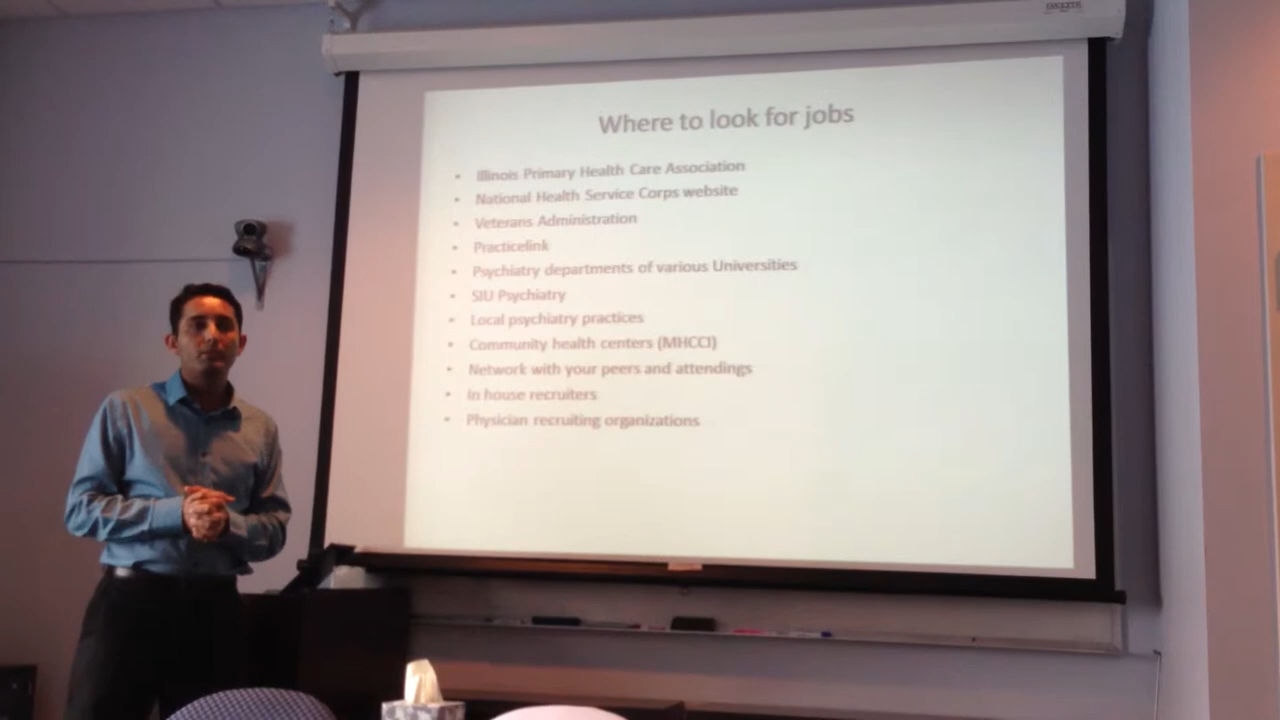 DA-LITE
Where to look for jobs
• Illinois Primary Health Care Association
• National Health Service Corps website
• Veterans Administration
• Practicelink
• Psychiatry departments of various Universities
• SIU Psychiatry
• Local psychiatry practices
• Community health centers (MHCCI)
• Network with your peers and attendings
• In house recruiters
• Physician recruiting organizations